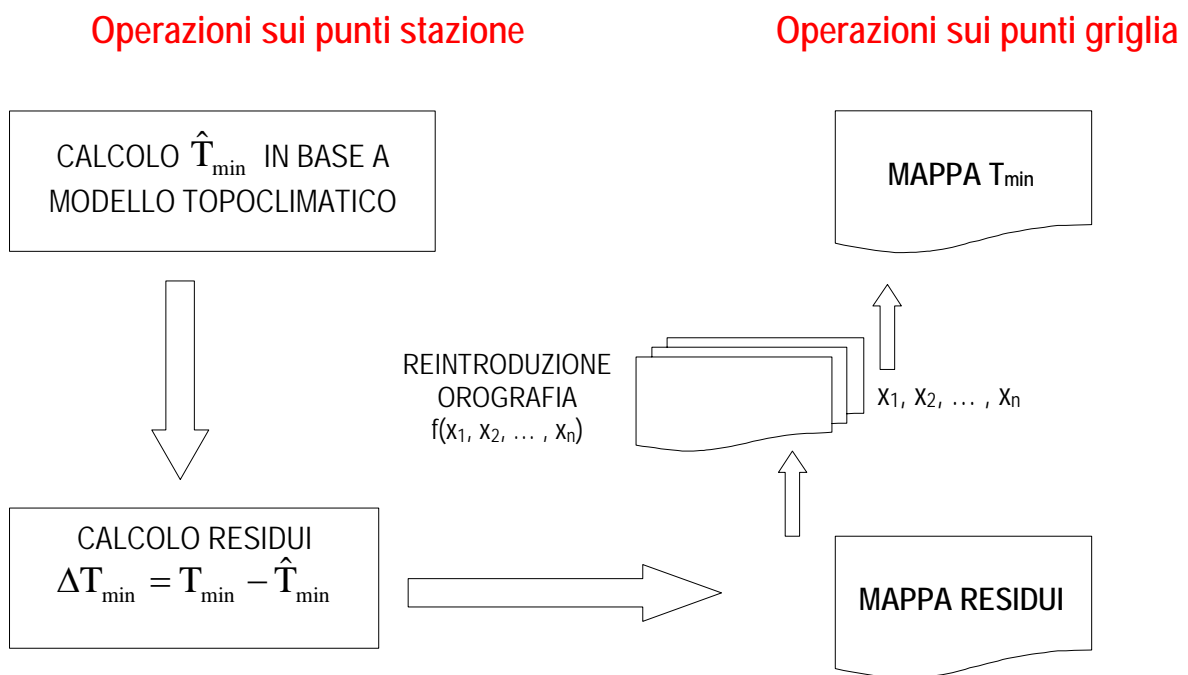 Operazioni sui punti stazione
Operazioni sui punti griglia
CALCOLO T̂min IN BASE A
MODELLO TOPOCLIMATICO
MAPPA Tmin
REINTRODUZIONE
OROGRAFIA
f(x1, x2, … , xn)
x1, x2, … , xn
CALCOLO RESIDUI
ΔTmin = Tmin − T̂min
MAPPA RESIDUI